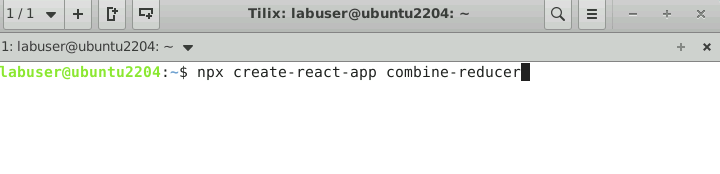 1 / 1 Tilix: labuser@ubuntu2204: ~
1: labuser@ubuntu2204: ~
labuser@ubuntu2204:~$ npx create-react-app combine-reducer